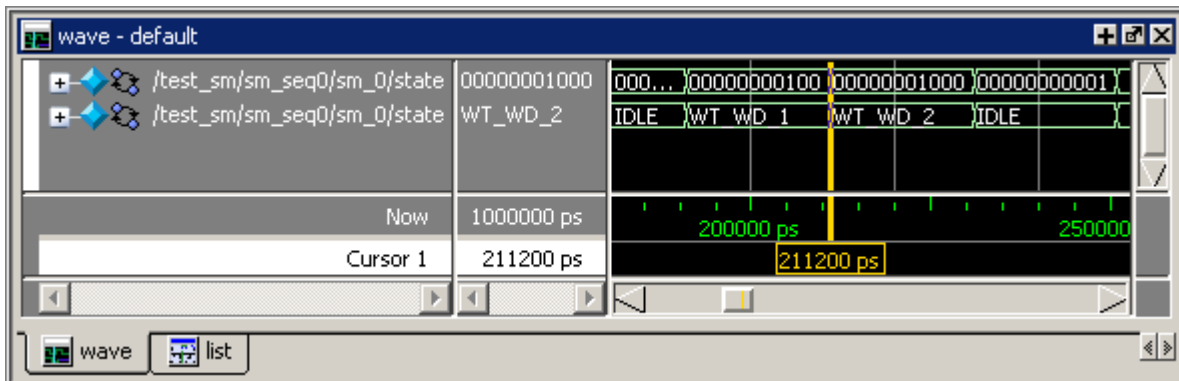 wave - default
/test_sm/sm_seq0/sm_0/state 00000001000 000... 00000000100 00000001000 00000000001
/test_sm/sm_seq0/sm_0/state WT_WD_2 IDLE WT_WD_1 WT_WD_2 IDLE
Now 1000000 ps 200000 ps 250000
Cursor 1 211200 ps 211200 ps
wave list